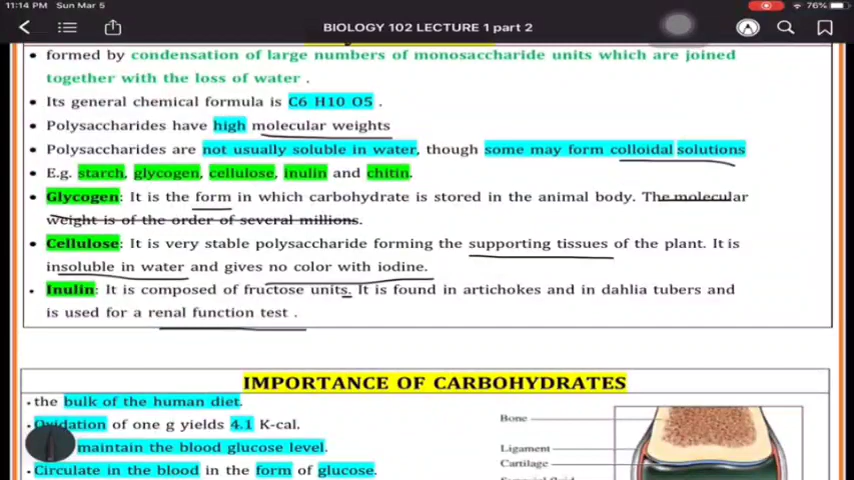 11:14 PM Sun Mar 5
76%
BIOLOGY 102 LECTURE 1 part 2
• formed by condensation of large numbers of monosaccharide units which are joined
together with the loss of water .
• Its general chemical formula is C6 H10 O5 .
• Polysaccharides have high molecular weights
• Polysaccharides are not usually soluble in water, though some may form colloidal solutions
• E.g. starch, glycogen, cellulose, inulin and chitin.
• Glycogen: It is the form in which carbohydrate is stored in the animal body. The molecular
weight is of the order of several millions.
• Cellulose: It is very stable polysaccharide forming the supporting tissues of the plant. It is
insoluble in water and gives no color with iodine.
• Inulin: It is composed of fructose units. It is found in artichokes and in dahlia tubers and
is used for a renal function test .
IMPORTANCE OF CARBOHYDRATES
• the bulk of the human diet.
• Oxidation of one g yields 4.1 K-cal.
maintain the blood glucose level.
• Circulate in the blood in the form of glucose.
Bone
Ligament
Cartilage